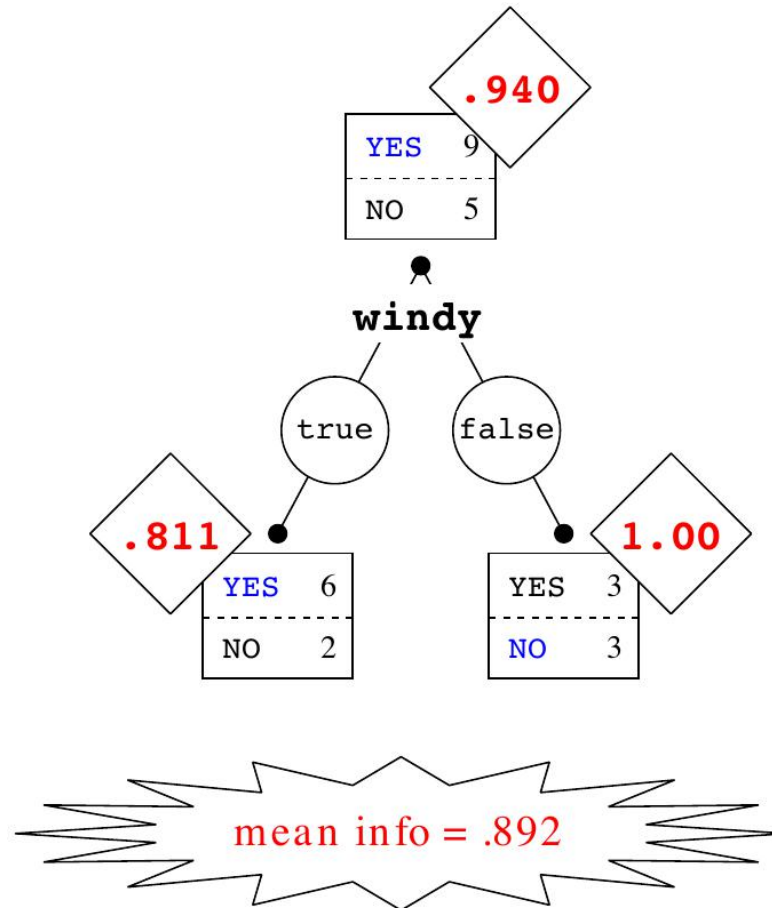 .940
YES 9
NO 5
windy
true false
.811 1.00
YES 6 YES 3
NO 2 NO 3
mean info = .892